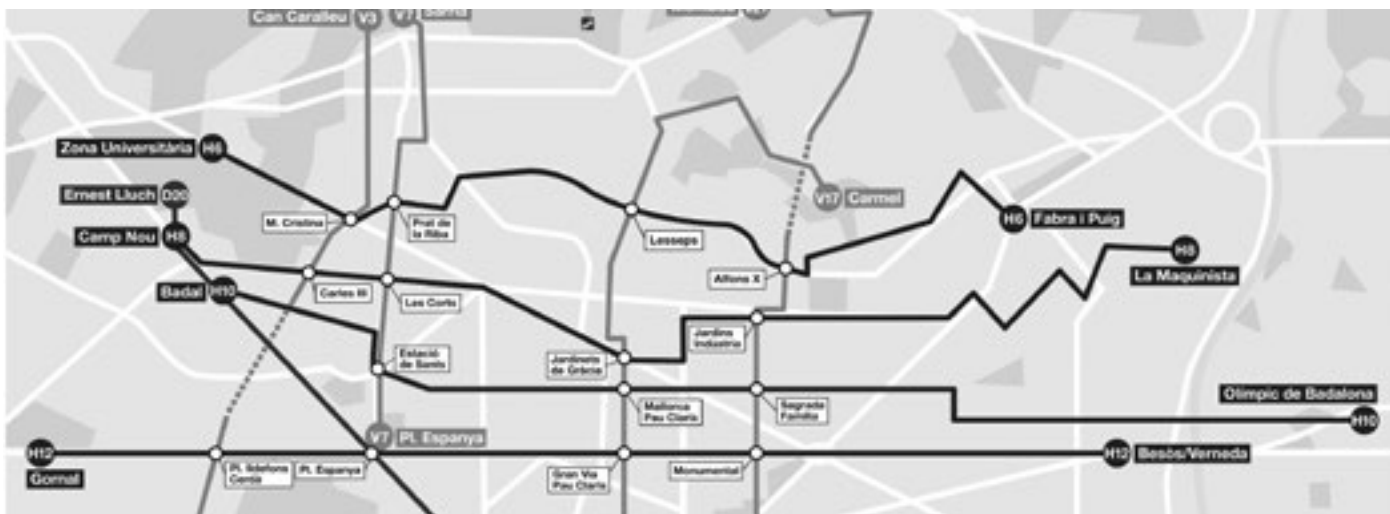 Can Caralleu
V3
V7
Sarrià
Zona Universitària
H6
Ernest Lluch
D20
M. Cristina
Prat de
la Riba
Lesseps
V17
Carmel
H6
Fabra i Puig
Camp Nou
H8
H8
La Maquinista
Alfons X
Badal
H10
Carles III
Les Corts
Jardins
Indústria
Estació
de Sants
Jardinets
de Gràcia
Mallorca
Pau Claris
Sagrada
Família
Olímpic de Badalona
H10
V7
Pl. Espanya
H12
Gornal
Pl. Ildefons
Cerdà
Pl. Espanya
Gran Via
Pau Claris
Monumental
H12
Besòs/Verneda